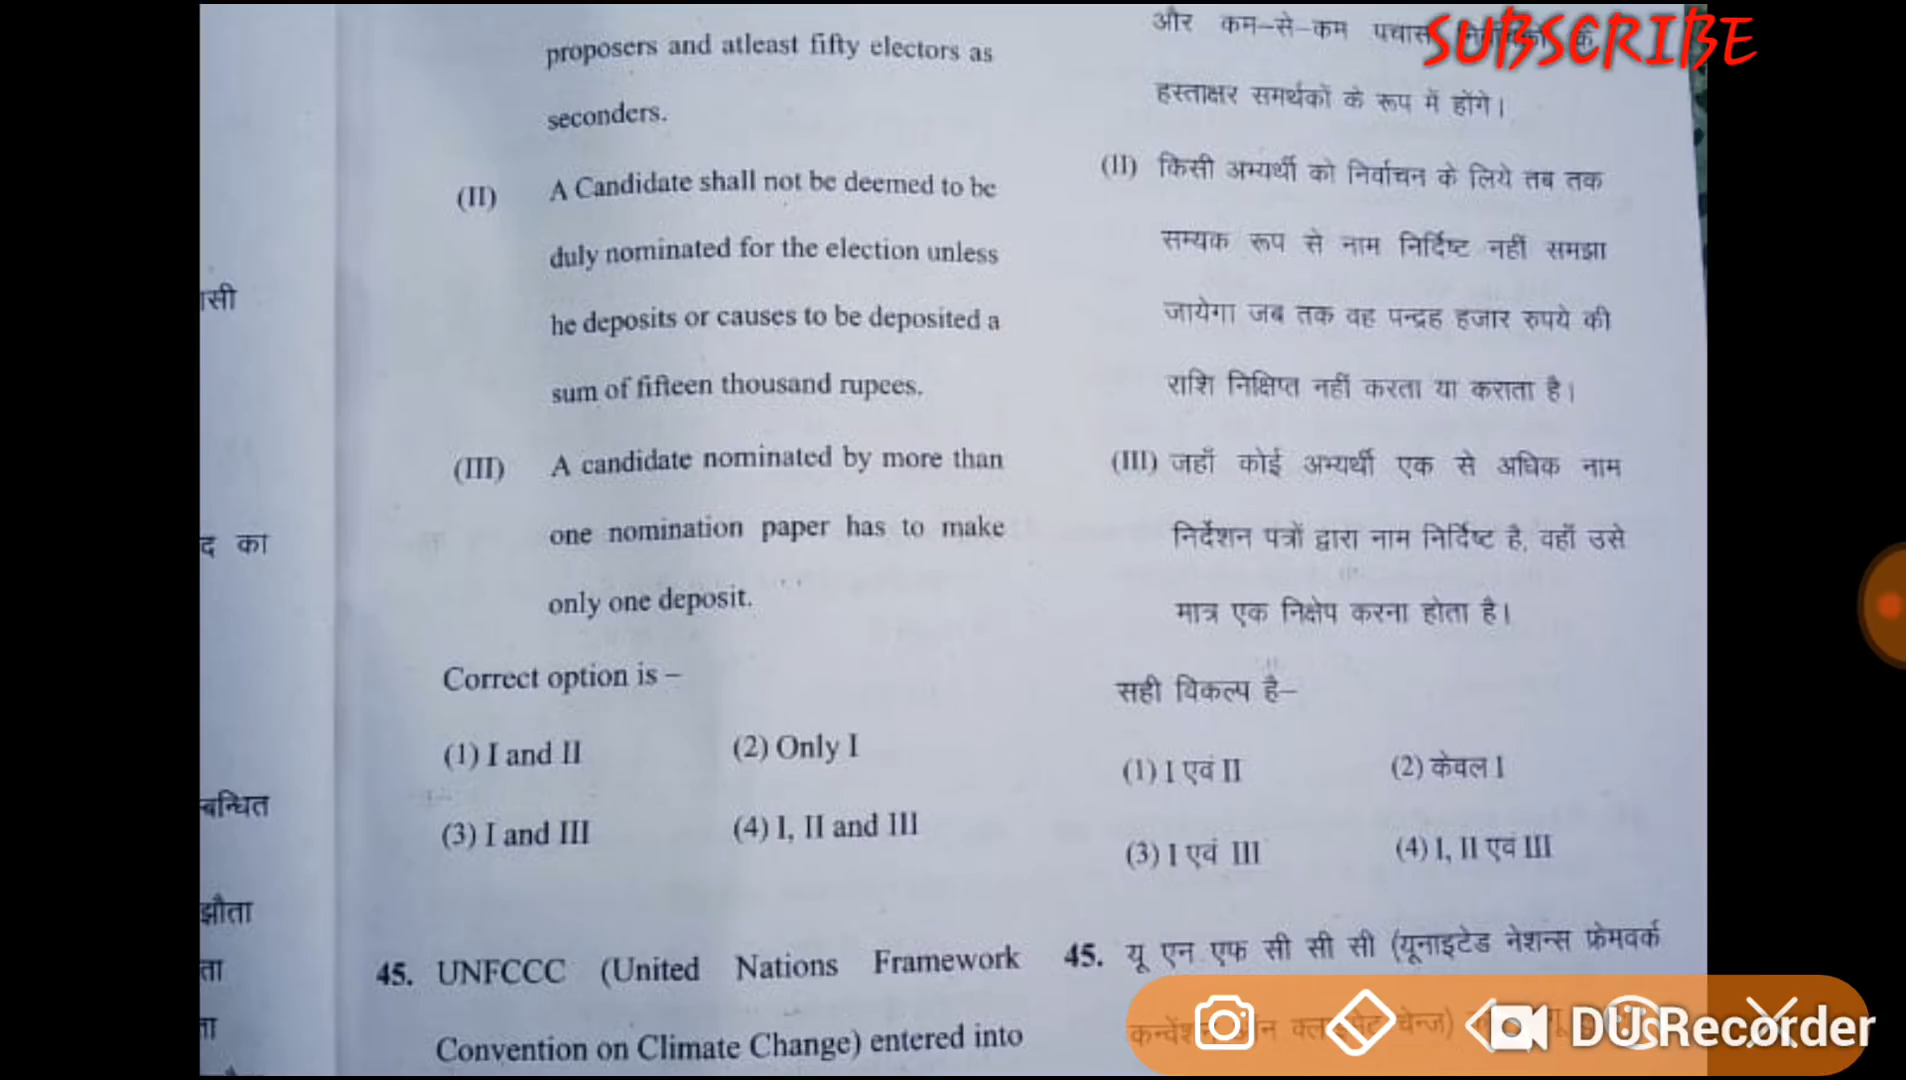 proposers and atleast fifty electors as
seconders.
(II) A Candidate shall not be deemed to be
duly nominated for the election unless
he deposits or causes to be deposited a
sum of fifteen thousand rupees.
(III) A candidate nominated by more than
one nomination paper has to make
only one deposit.
Correct option is –
(1) I and II (2) Only I
(3) I and III (4) I, II and III
45. UNFCCC (United Nations Framework
Convention on Climate Change) entered into
और कम-से-कम पचास
हस्ताक्षर समर्थकों के रूप में होंगे।
(II) किसी अभ्यर्थी को निर्वाचन के लिये तब तक
सम्यक रूप से नाम निर्दिष्ट नहीं समझा
जायेगा जब तक वह पन्द्रह हजार रुपये की
राशि निक्षिप्त नहीं करता या कराता है।
(III) जहाँ कोई अभ्यर्थी एक से अधिक नाम
निर्देशन पत्रों द्वारा नाम निर्दिष्ट है, वहाँ उसे
मात्र एक निक्षेप करना होता है।
सही विकल्प है–
(1) I एवं II (2) केवल I
(3) I एवं III (4) I, II एवं III
45. यू एन एफ सी सी सी (यूनाइटेड नेशन्स फ्रेमवर्क
SUBSCRIBE
DU Recorder
द का